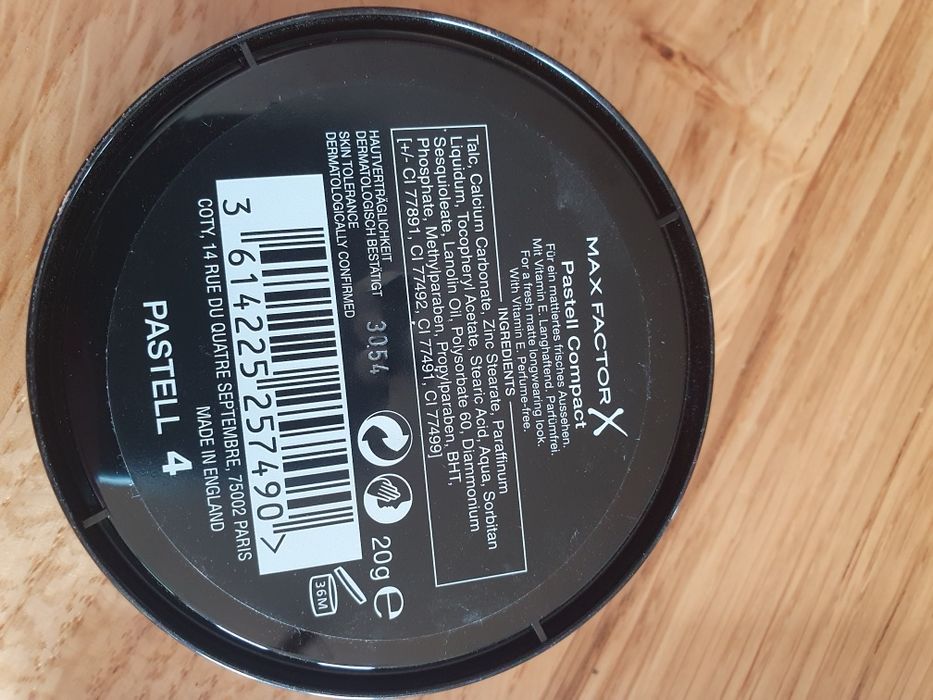 MAX FACTOR X
Pastell Compact
Für ein mattiertes frisches Aussehen.
Mit Vitamin E. Langhaftend. Parfümfrei.
For a fresh matte longwearing look.
With Vitamin E. Perfume-free.
INGREDIENTS
Talc, Calcium Carbonate, Zinc Stearate, Paraffinum
Liquidum, Tocopheryl Acetate, Stearic Acid, Aqua, Sorbitan
Sesquioleate, Lanolin Oil, Polysorbate 60, Diammonium
Phosphate, Methylparaben, Propylparaben, BHT,
[+/- CI 77891, CI 77492, CI 77491, CI 77499]
HAUTVERTRÄGLICHKEIT
DERMATOLOGISCH BESTÄTIGT
SKIN TOLERANCE
DERMATOLOGICALLY CONFIRMED
3054
20g e
36M
3 614225 257490 >
COTY, 14 RUE DU QUATRE SEPTEMBRE, 75002 PARIS
MADE IN ENGLAND
PASTELL 4